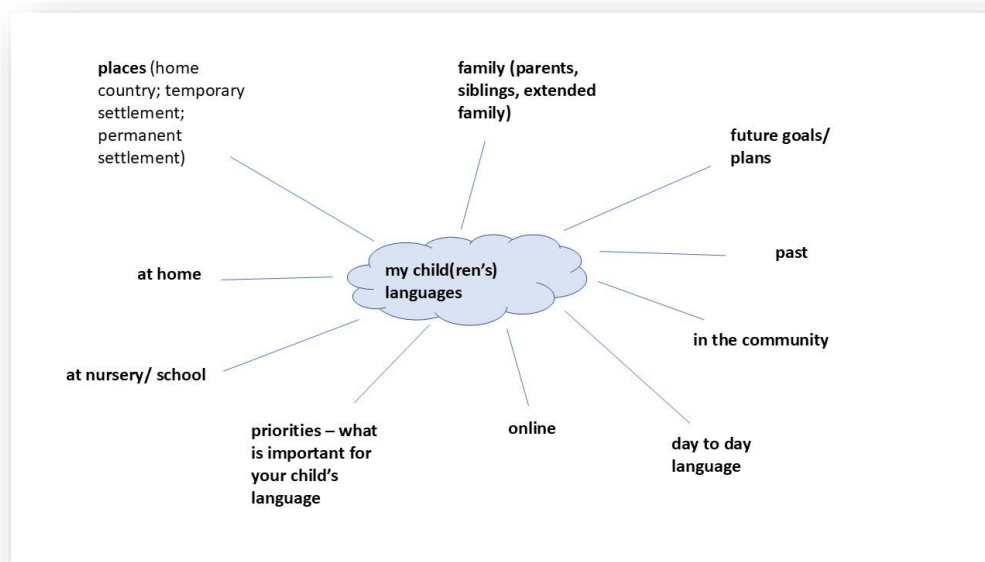 places (home
country; temporary
settlement;
permanent
settlement)
family (parents,
siblings, extended
family)
future goals/
plans
at home
my child(ren’s)
languages
past
at nursery/ school
in the community
priorities – what
is important for
your child’s
language
online
day to day
language